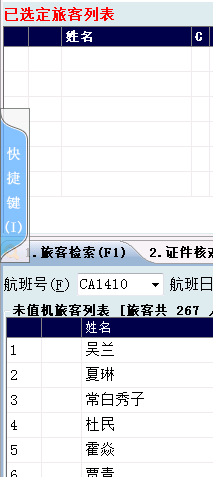 已选定旅客列表
姓名 C
快捷键(I)
1.旅客检索(F1) 2.证件核对
航班号(F) CA1410 航班日
未值机旅客列表 [旅客共 267 人
姓名
1 吴兰
2 夏琳
3 常白秀子
4 杜民
5 霍焱
6 贾青